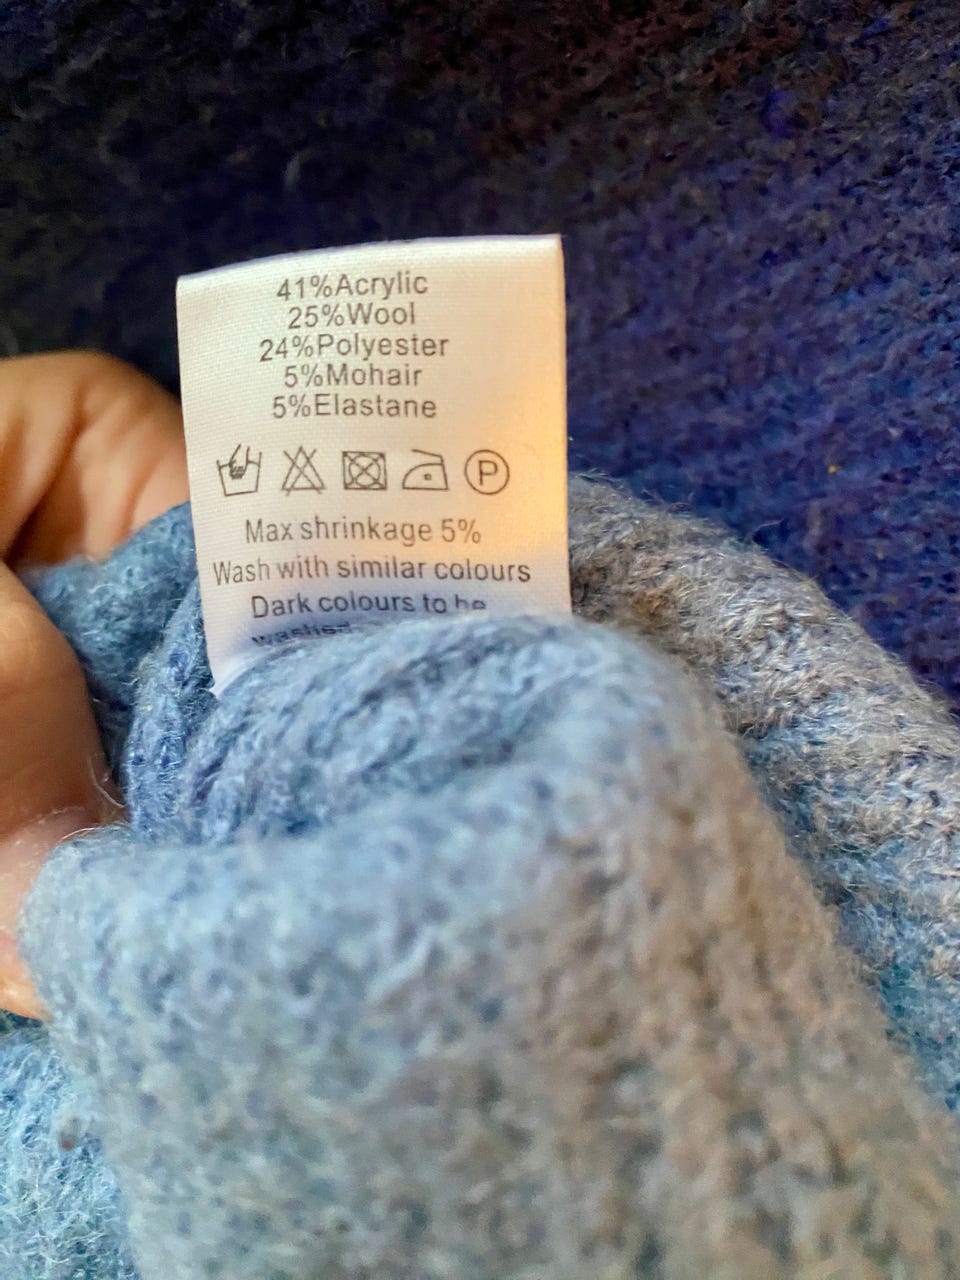 41%Acrylic
25%Wool
24%Polyester
5%Mohair
5%Elastane
P
Max shrinkage 5%
Wash with similar colours
Dark colours to be
washed